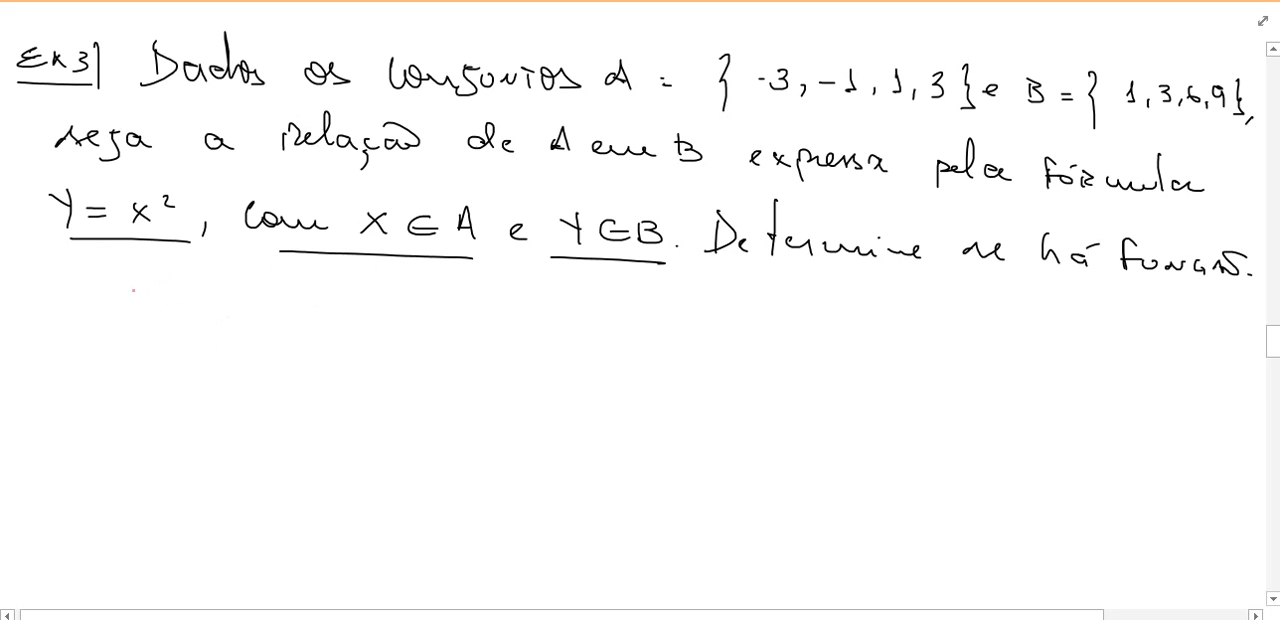 Ex3] Dados os conjuntos A = { -3, -1, 1, 3 } e B = { 1, 3, 6, 9 },
seja a relação de A em B expressa pela fórmula
Y = x², com X ∈ A e Y ∈ B. Determine se há função.